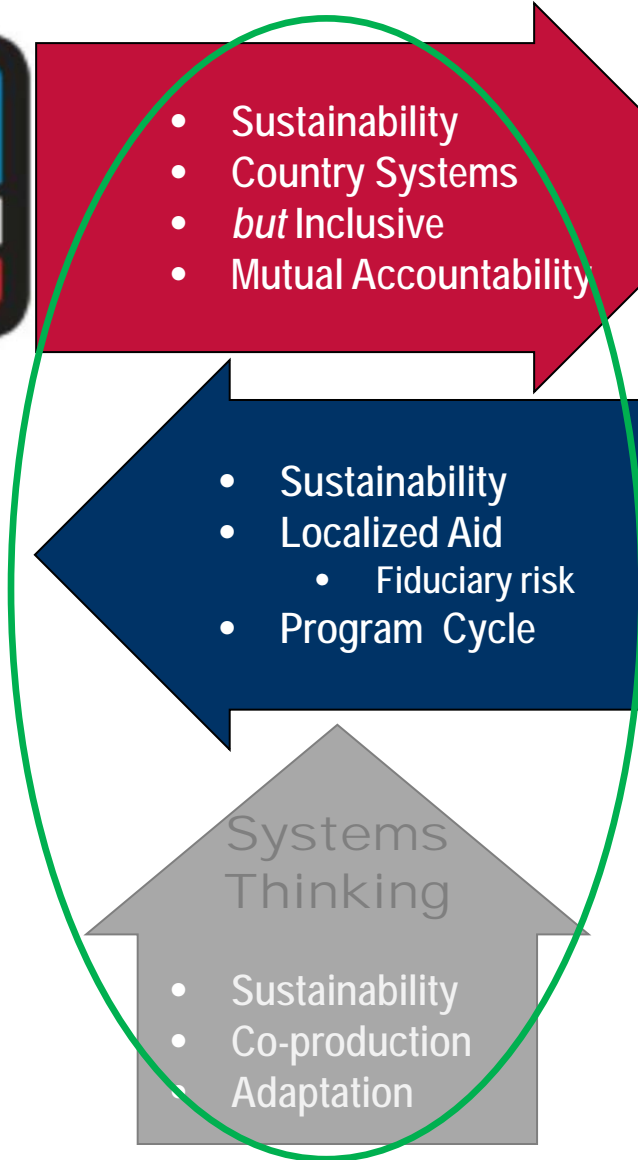 • Sustainability
• Country Systems
• but Inclusive
• Mutual Accountability
• Sustainability
• Localized Aid
• Fiduciary risk
• Program Cycle
Systems
Thinking
• Sustainability
• Co-production
• Adaptation